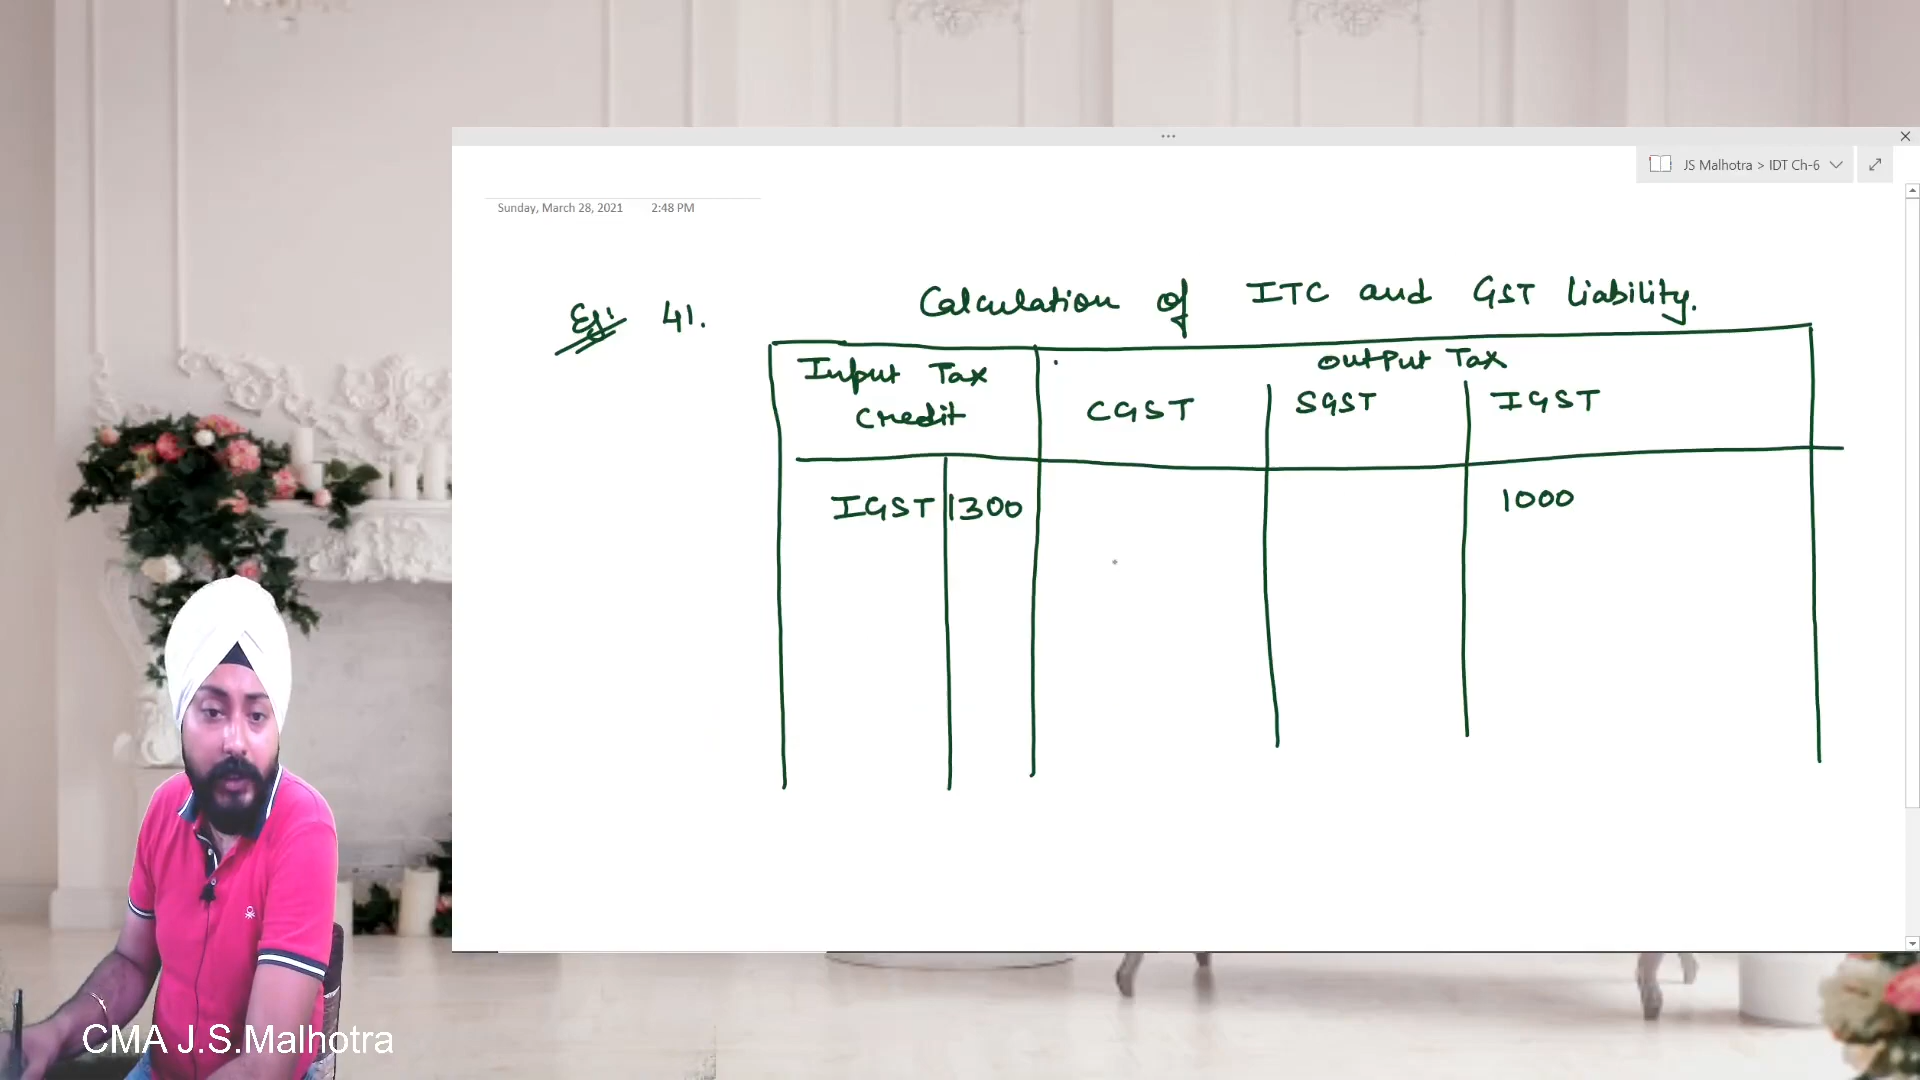 JS Malhotra > IDT Ch-6
Sunday, March 28, 2021 2:48 PM
Eg: 41.
Calculation of ITC and GST Liability.
Input Tax Credit
Output Tax
CGST SGST IGST
IGST 1300 1000
CMA J.S.Malhotra